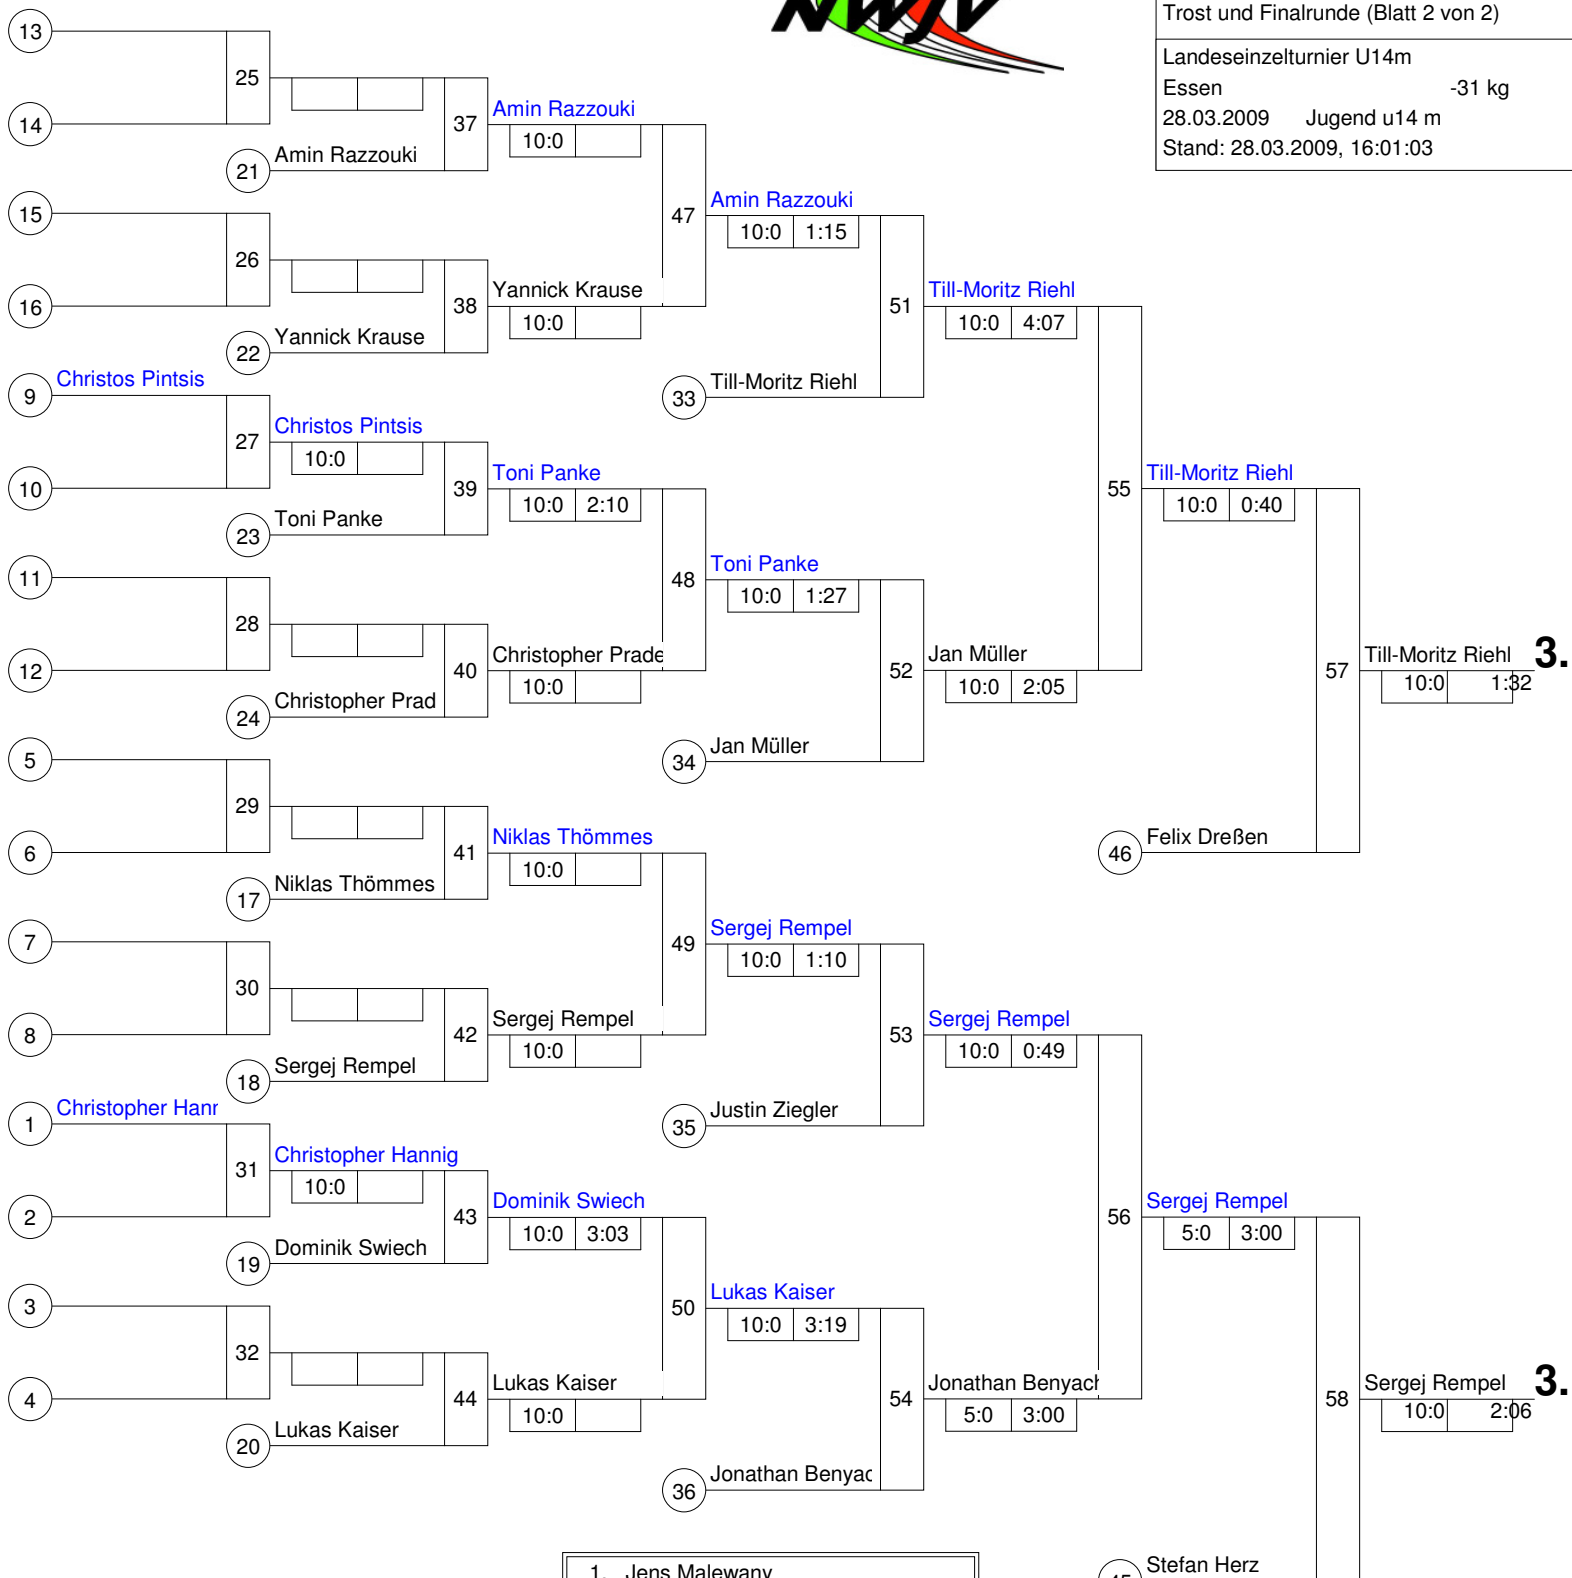 NWJV
Trost und Finalrunde (Blatt 2 von 2)
Landeseinzelturnier U14m
Essen -31 kg
28.03.2009 Jugend u14 m
Stand: 28.03.2009, 16:01:03
13
25
14
37
Amin Razzouki
10:0
21
Amin Razzouki
15
47
Amin Razzouki
10:0 1:15
26
16
38
Yannick Krause
10:0
22
Yannick Krause
51
Till-Moritz Riehl
10:0 4:07
33
Till-Moritz Riehl
9
Christos Pintsis
27
Christos Pintsis
10:0
10
39
Toni Panke
10:0 2:10
23
Toni Panke
55
Till-Moritz Riehl
10:0 0:40
11
48
Toni Panke
10:0 1:27
28
12
40
Christopher Prade
10:0
24
Christopher Prad
52
Jan Müller
10:0 2:05
34
Jan Müller
57
Till-Moritz Riehl
3.
10:0 1:32
5
29
6
41
Niklas Thömmes
10:0
17
Niklas Thömmes
46
Felix Dreßen
7
49
Sergej Rempel
10:0 1:10
30
8
42
Sergej Rempel
10:0
18
Sergej Rempel
53
Sergej Rempel
10:0 0:49
35
Justin Ziegler
1
Christopher Hanr
31
Christopher Hannig
10:0
2
43
Dominik Swiech
10:0 3:03
19
Dominik Swiech
56
Sergej Rempel
5:0 3:00
3
50
Lukas Kaiser
10:0 3:19
32
4
44
Lukas Kaiser
10:0
20
Lukas Kaiser
54
Jonathan Benyach
5:0 3:00
36
Jonathan Benyac
58
Sergej Rempel
3.
10:0 2:06
1. Jens Malewany
45
Stefan Herz